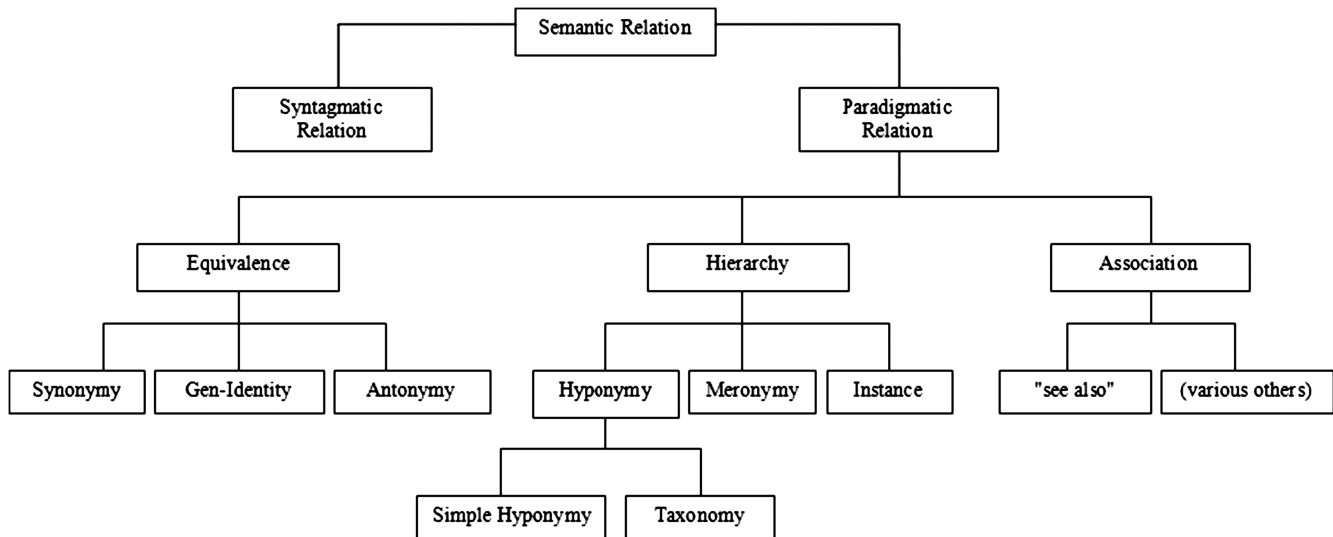 Semantic Relation
Syntagmatic
Relation
Paradigmatic
Relation
Equivalence
Hierarchy
Association
Synonymy
Gen-Identity
Antonymy
Hyponymy
Meronymy
Instance
"see also"
(various others)
Simple Hyponymy
Taxonomy